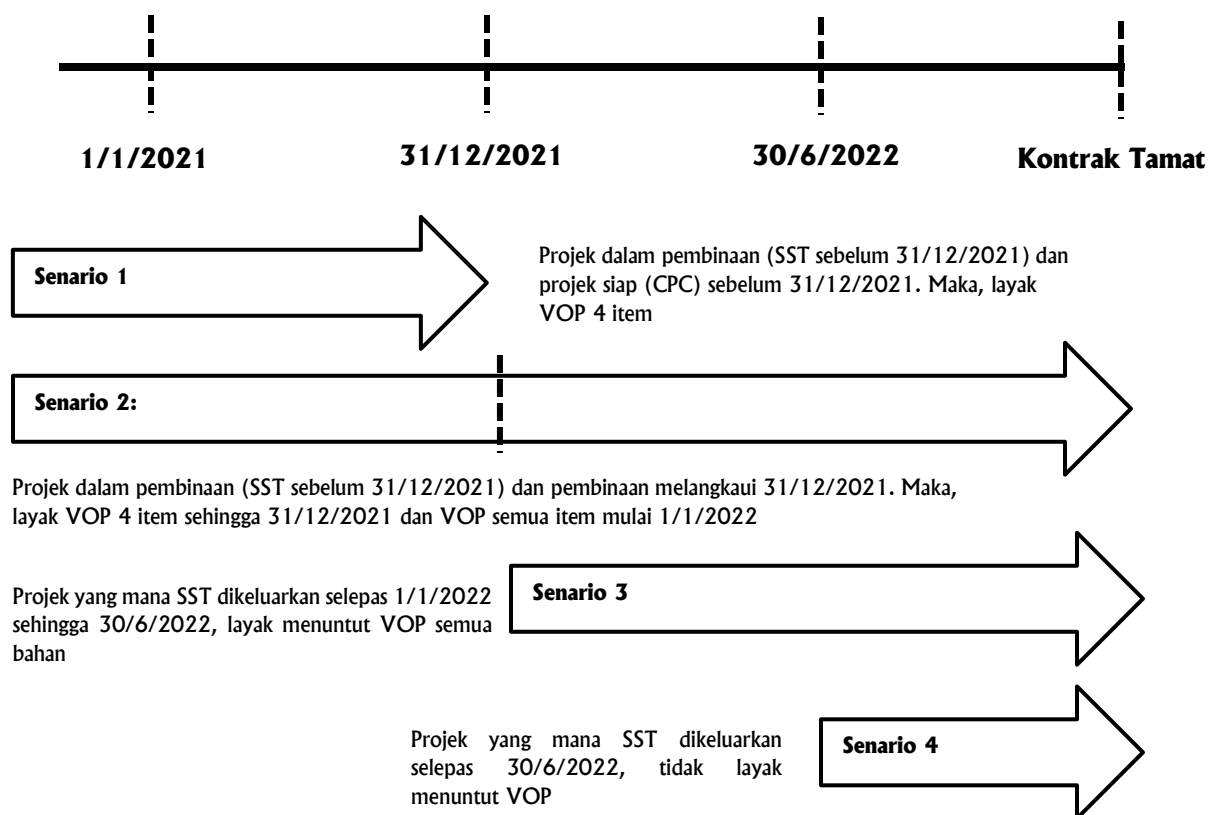 1/1/2021 31/12/2021 30/6/2022 Kontrak Tamat
Senario 1
Projek dalam pembinaan (SST sebelum 31/12/2021) dan
projek siap (CPC) sebelum 31/12/2021. Maka, layak
VOP 4 item
Senario 2:
Projek dalam pembinaan (SST sebelum 31/12/2021) dan pembinaan melangkaui 31/12/2021. Maka,
layak VOP 4 item sehingga 31/12/2021 dan VOP semua item mulai 1/1/2022
Projek yang mana SST dikeluarkan selepas 1/1/2022
sehingga 30/6/2022, layak menuntut VOP semua
bahan
Senario 3
Projek yang mana SST dikeluarkan
selepas 30/6/2022, tidak layak
menuntut VOP
Senario 4